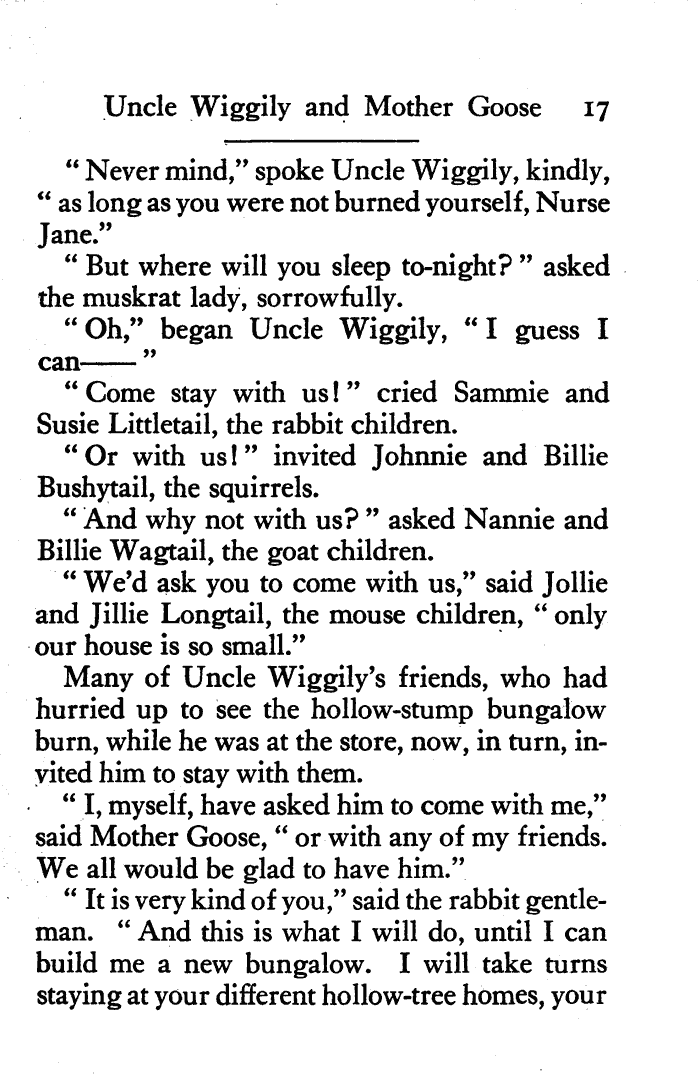 Uncle Wiggily and Mother Goose 17
“ Never mind,” spoke Uncle Wiggily, kindly,
“ as long as you were not burned yourself, Nurse
Jane.”
“ But where will you sleep to-night? ” asked
the muskrat lady, sorrowfully.
“ Oh,” began Uncle Wiggily, “ I guess I
can—— ”
“ Come stay with us! ” cried Sammie and
Susie Littletail, the rabbit children.
“ Or with us! ” invited Johnnie and Billie
Bushytail, the squirrels.
“ And why not with us? ” asked Nannie and
Billie Wagtail, the goat children.
“ We’d ask you to come with us,” said Jollie
and Jillie Longtail, the mouse children, “ only
our house is so small.”
Many of Uncle Wiggily’s friends, who had
hurried up to see the hollow-stump bungalow
burn, while he was at the store, now, in turn, in-
vited him to stay with them.
“ I, myself, have asked him to come with me,”
said Mother Goose, “ or with any of my friends.
We all would be glad to have him.”
“ It is very kind of you,” said the rabbit gentle-
man. “ And this is what I will do, until I can
build me a new bungalow. I will take turns
staying at your different hollow-tree homes, your